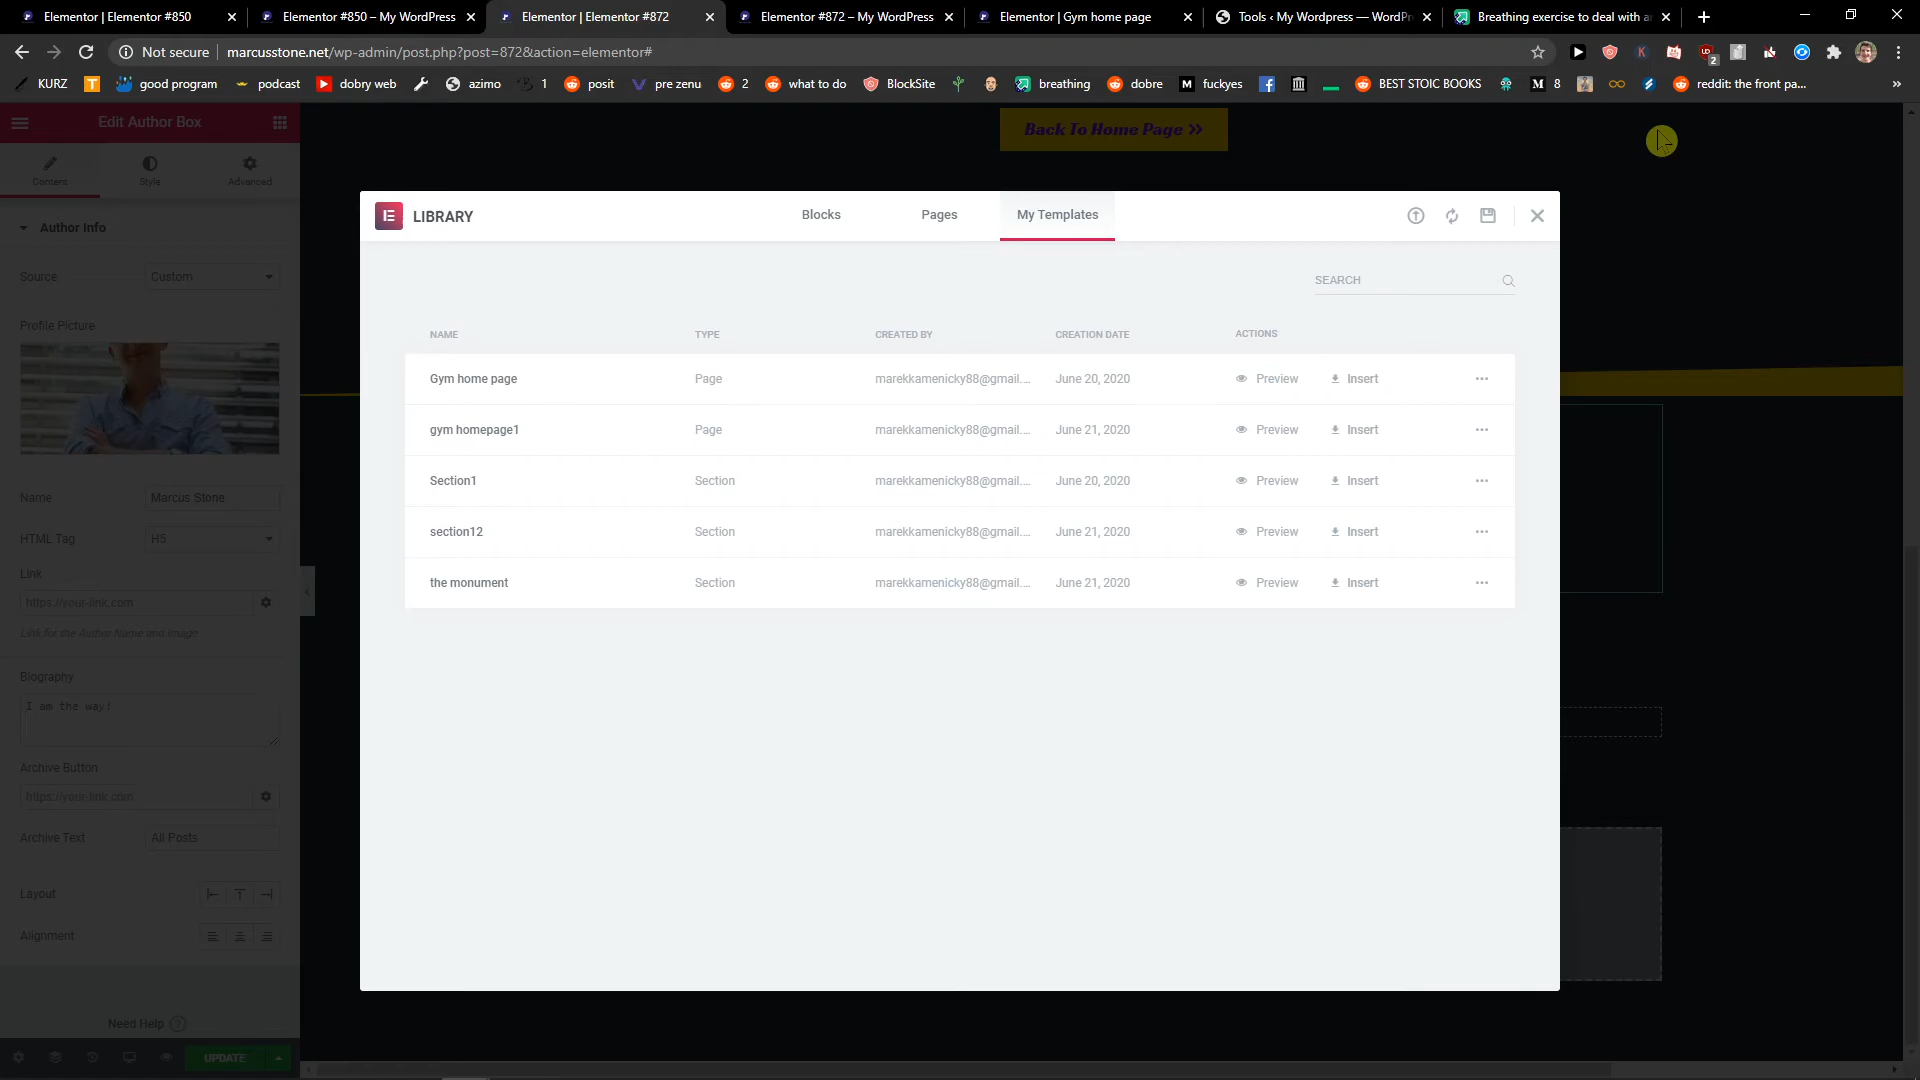 Elementor | Elementor #850
Elementor #850 – My WordPress
Elementor | Elementor #872
Elementor #872 – My WordPress
Elementor | Gym home page
Tools ‹ My Wordpress — WordPr
Breathing exercise to deal with a
Not secure
marcusstone.net/wp-admin/post.php?post=872&action=elementor#
2
KURZ
good program
podcast
dobry web
azimo
1
posit
pre zenu
2
what to do
BlockSite
breathing
dobre
fuckyes
BEST STOIC BOOKS
8
reddit: the front pa...
»
Edit Author Box
Back To Home Page
Content
Style
Advanced
LIBRARY
Blocks
Pages
My Templates
Author Info
Source
Custom
SEARCH
Profile Picture
NAME
TYPE
CREATED BY
CREATION DATE
ACTIONS
Gym home page
Page
marekkamenicky88@gmail....
June 20, 2020
Preview
Insert
gym homepage1
Page
marekkamenicky88@gmail....
June 21, 2020
Preview
Insert
Section1
Section
marekkamenicky88@gmail....
June 20, 2020
Preview
Insert
section12
Section
marekkamenicky88@gmail....
June 21, 2020
Preview
Insert
the monument
Section
marekkamenicky88@gmail....
June 21, 2020
Preview
Insert
Name
Marcus Stone
HTML Tag
H5
Link
https://your-link.com
Link for the Author Name and Image
Biography
I am the way!
Archive Button
https://your-link.com
Archive Text
All Posts
Layout
Alignment
Need Help
UPDATE